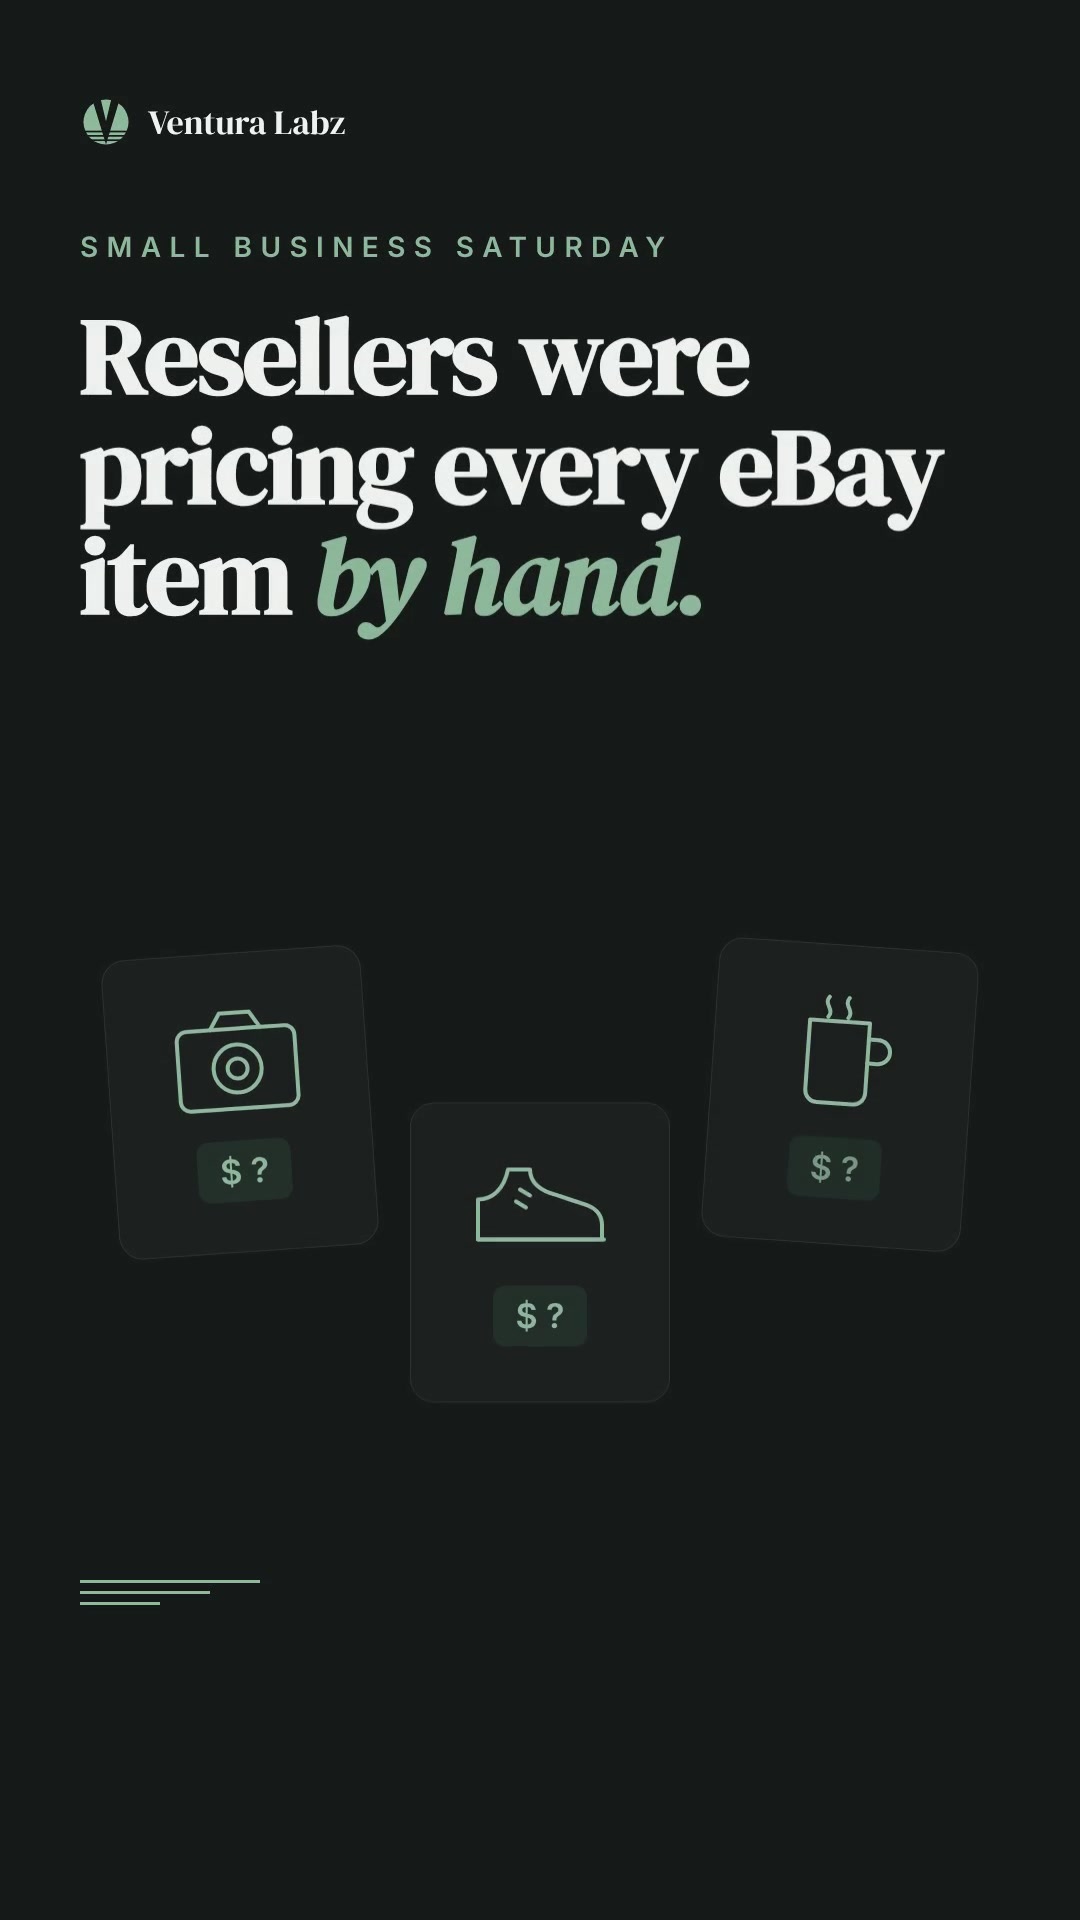 Ventura Labz
SMALL BUSINESS SATURDAY
Resellers were
pricing every eBay
item by hand.
$ ?
$ ?
$ ?